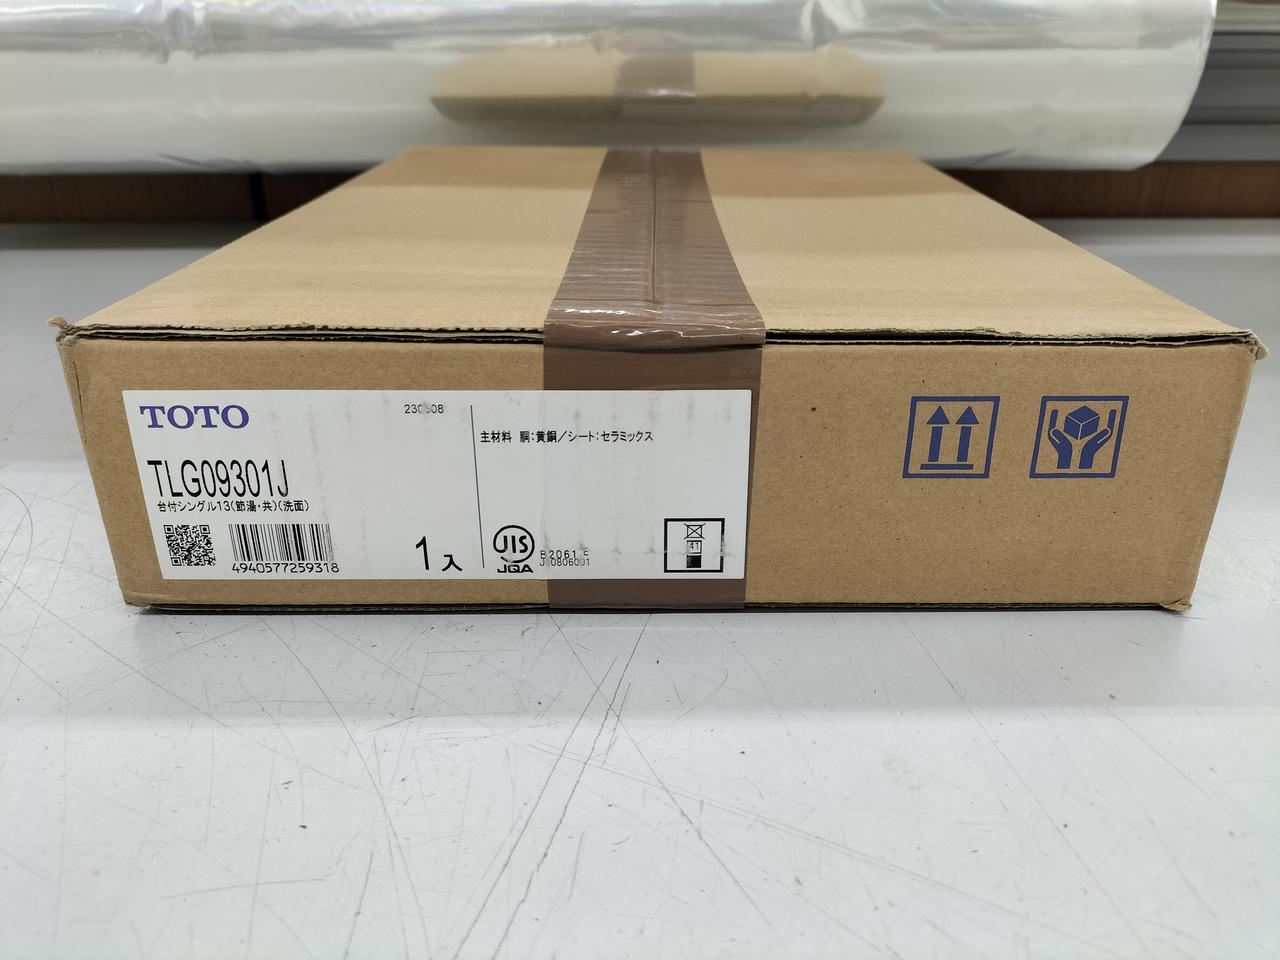 TOTO
TLG09301J
台付シングル13(節湯・共)(洗面)
4940577259318
1入
主材料 胴:黄銅/シート:セラミックス
JIS
JQA
B2061
41